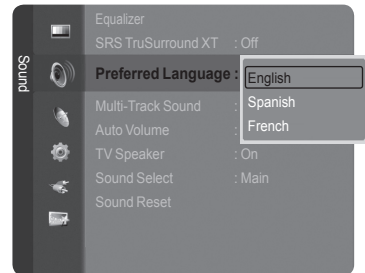 Sound
Equalizer
SRS TruSurround XT : Off
Preferred Language :
English
Spanish
French
Multi-Track Sound :
Auto Volume :
TV Speaker : On
Sound Select : Main
Sound Reset